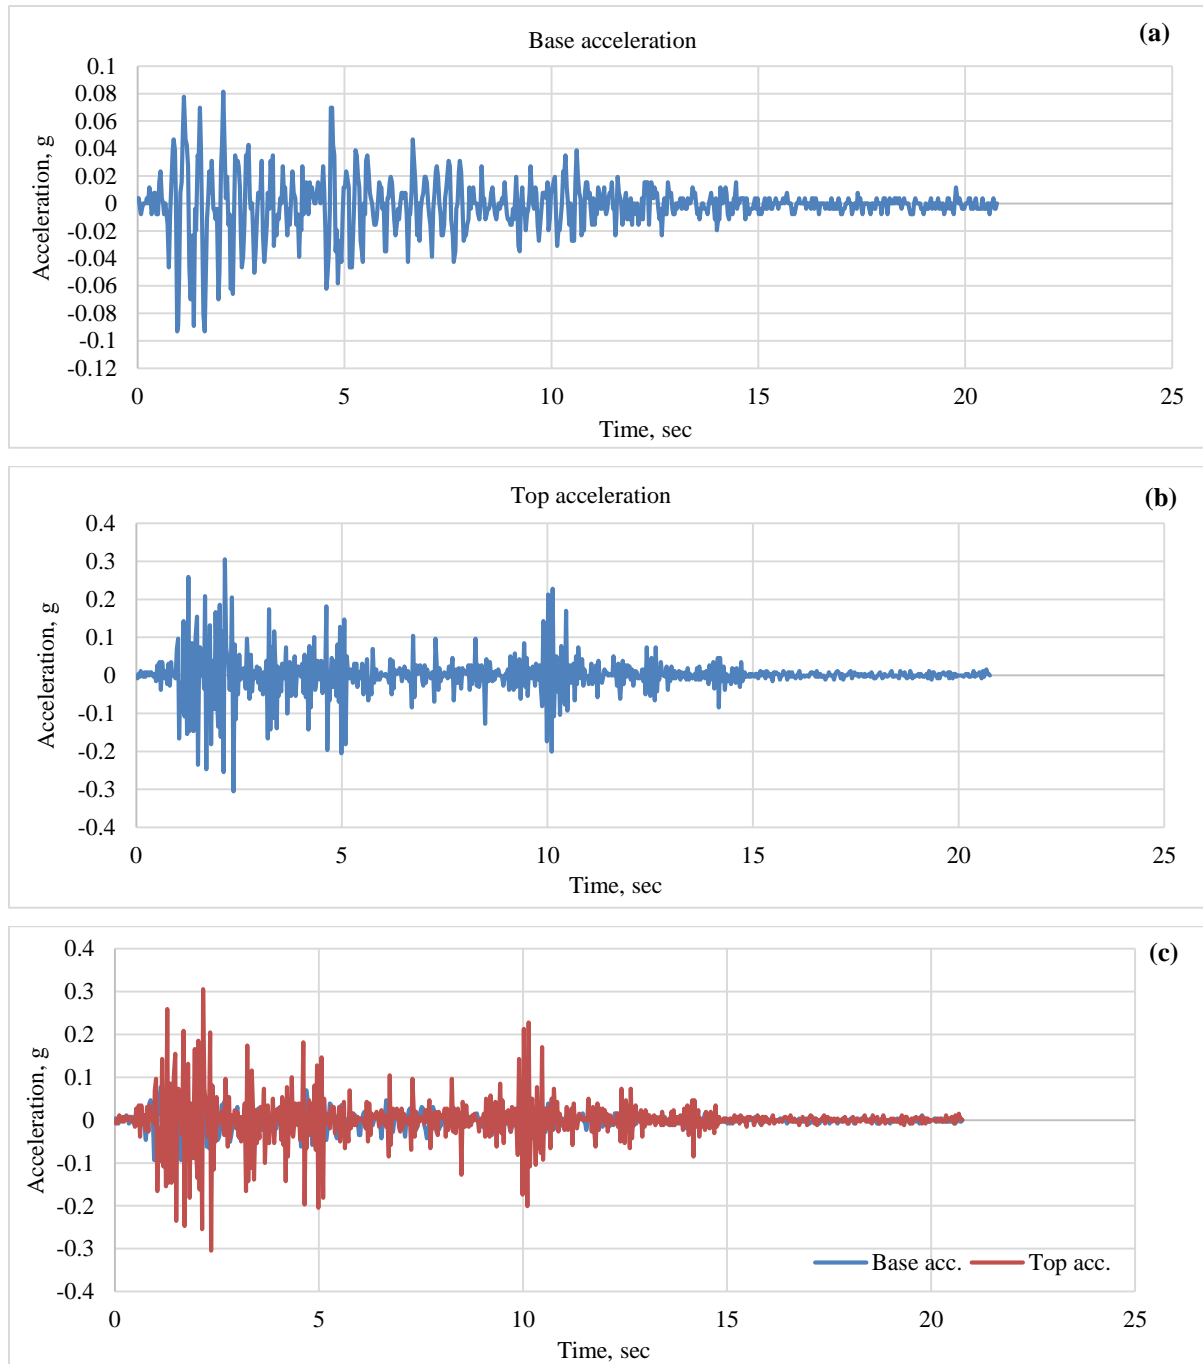 (a)
Base acceleration
0.1
0.08
0.06
0.04
0.02
0
-0.02
-0.04
-0.06
-0.08
-0.1
-0.12
Acceleration, g
0 5 10 15 20 25
Time, sec
Top acceleration
(b)
0.4
0.3
0.2
0.1
0
-0.1
-0.2
-0.3
-0.4
Acceleration, g
0 5 10 15 20 25
Time, sec
(c)
0.4
0.3
0.2
0.1
0
-0.1
-0.2
-0.3
-0.4
Acceleration, g
Base acc. Top acc.
0 5 10 15 20 25
Time, sec